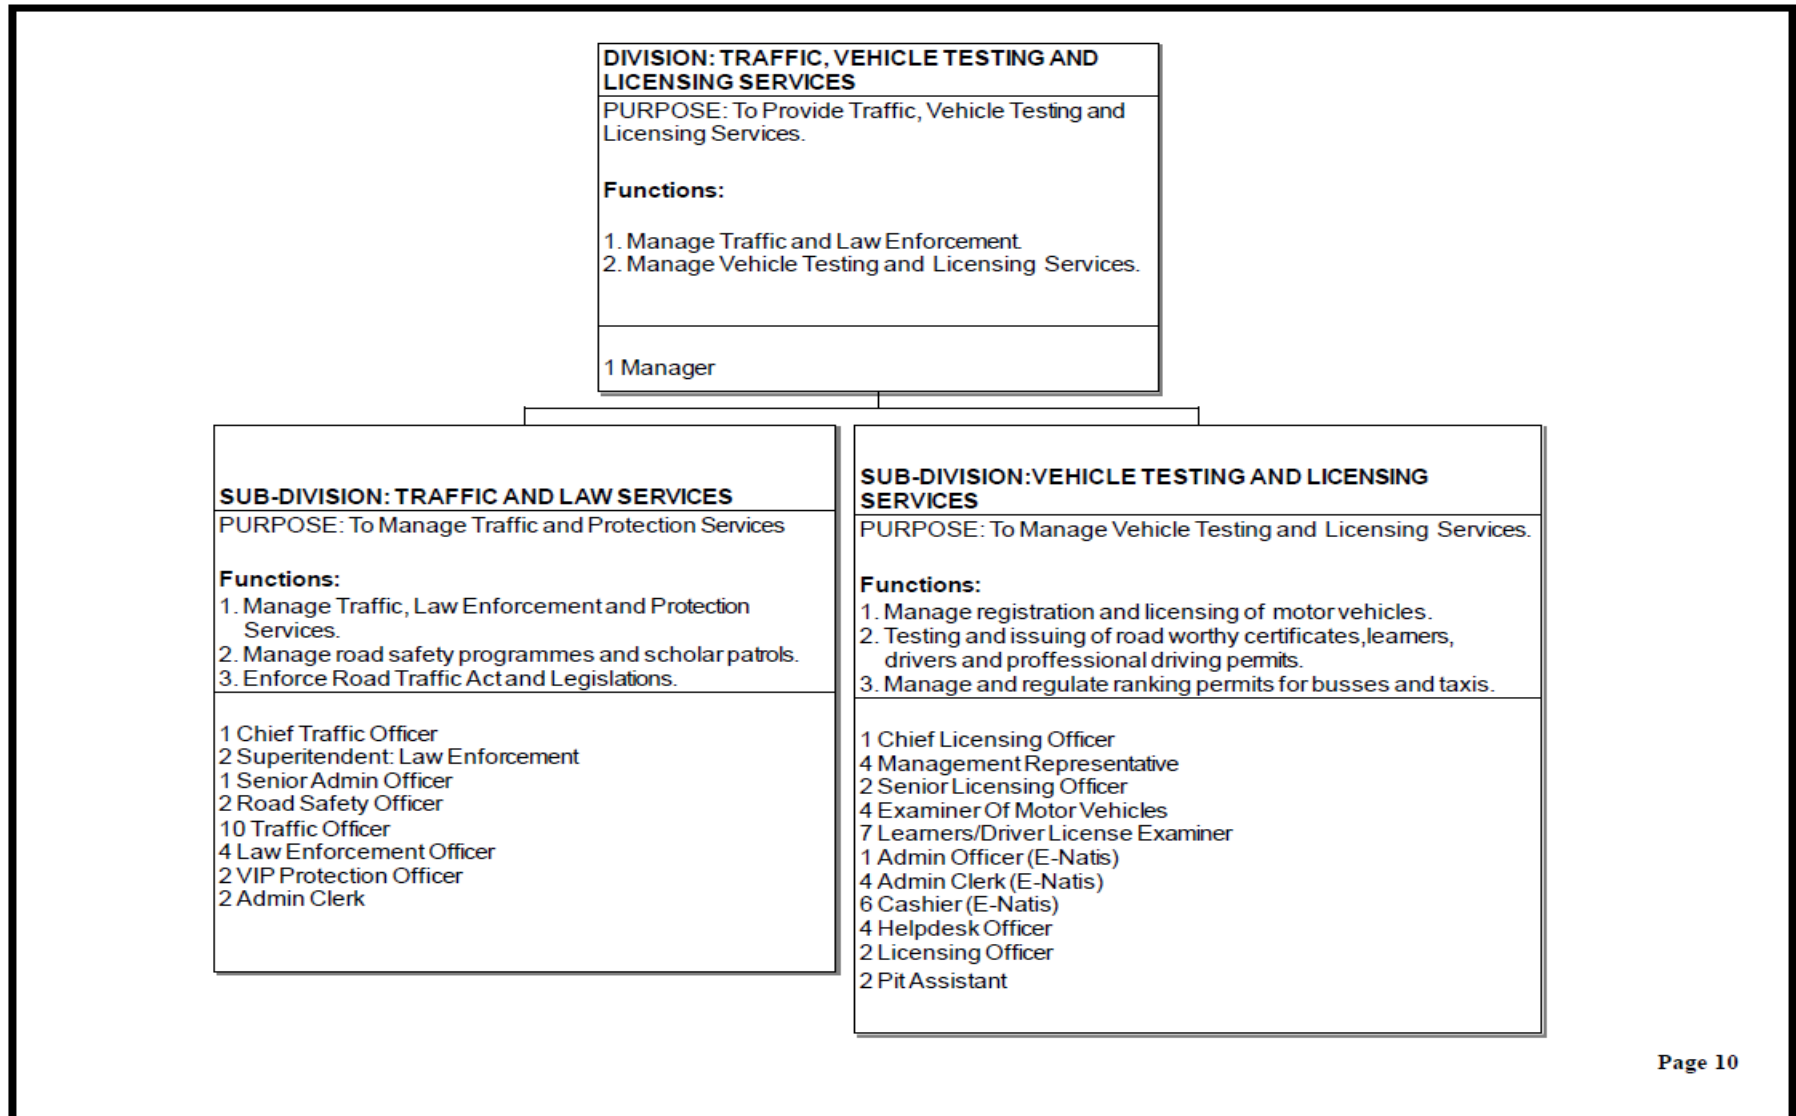 DIVISION: TRAFFIC, VEHICLE TESTING AND
LICENSING SERVICES
PURPOSE: To Provide Traffic, Vehicle Testing and
Licensing Services.
Functions:
1. Manage Traffic and Law Enforcement.
2. Manage Vehicle Testing and Licensing Services.
1 Manager
SUB-DIVISION: TRAFFIC AND LAW SERVICES
PURPOSE: To Manage Traffic and Protection Services
Functions:
1. Manage Traffic, Law Enforcement and Protection
Services.
2. Manage road safety programmes and scholar patrols.
3. Enforce Road Traffic Act and Legislations.
1 Chief Traffic Officer
2 Superitendent: Law Enforcement
1 Senior Admin Officer
2 Road Safety Officer
10 Traffic Officer
4 Law Enforcement Officer
2 VIP Protection Officer
2 Admin Clerk
SUB-DIVISION:VEHICLE TESTING AND LICENSING
SERVICES
PURPOSE: To Manage Vehicle Testing and Licensing Services.
Functions:
1. Manage registration and licensing of motor vehicles.
2. Testing and issuing of road worthy certificates,learners,
drivers and proffessional driving permits.
3. Manage and regulate ranking permits for busses and taxis.
1 Chief Licensing Officer
4 Management Representative
2 Senior Licensing Officer
4 Examiner Of Motor Vehicles
7 Learners/Driver License Examiner
1 Admin Officer (E-Natis)
4 Admin Clerk (E-Natis)
6 Cashier (E-Natis)
4 Helpdesk Officer
2 Licensing Officer
2 Pit Assistant
Page 10